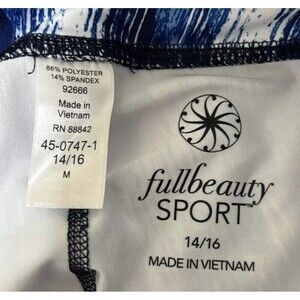 86% POLYESTER
14% SPANDEX
92666
Made in
Vietnam
RN 88842
45-0747-1
14/16
M
fullbeauty
SPORT™
14/16
MADE IN VIETNAM